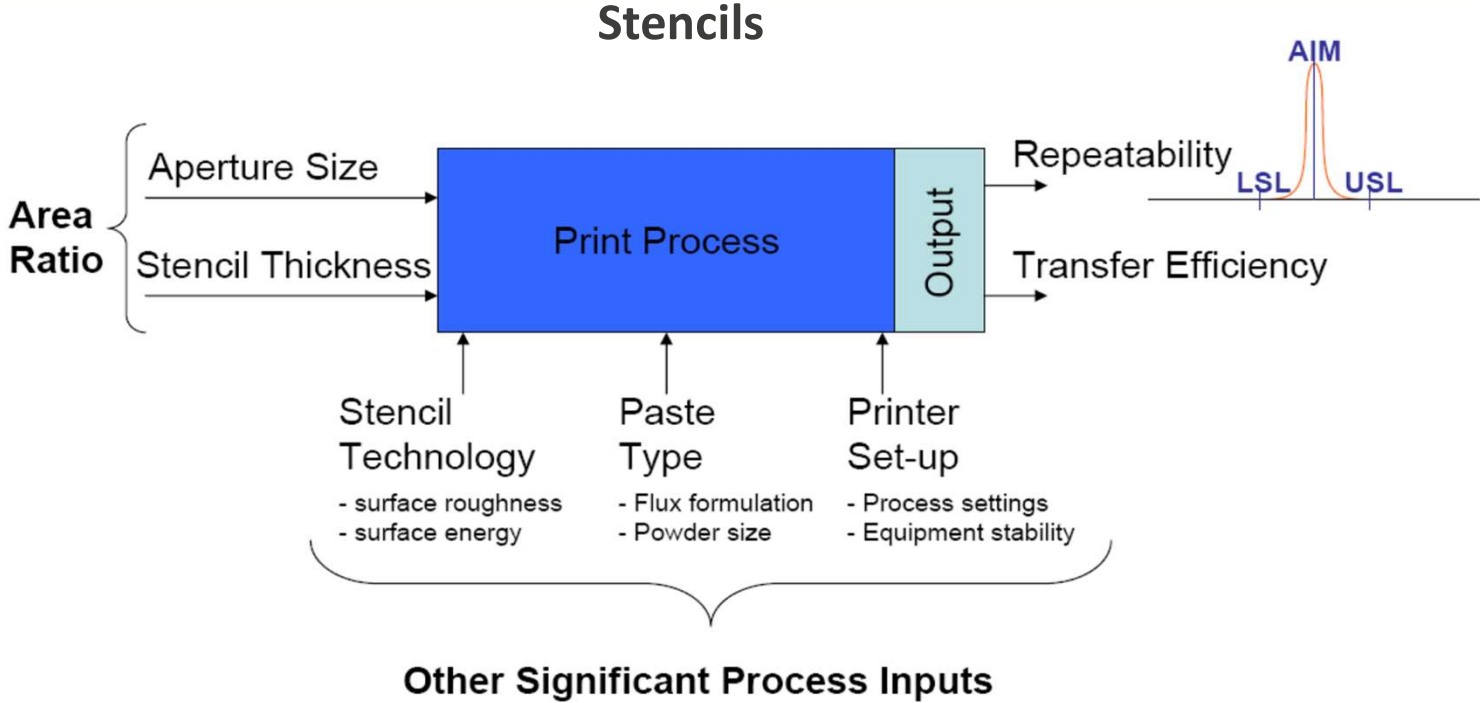 Stencils
AIM
LSL
USL
Area
Ratio
Aperture Size
Stencil Thickness
Print Process
Output
Repeatability
Transfer Efficiency
Stencil
Technology
- surface roughness
- surface energy
Paste
Type
- Flux formulation
- Powder size
Printer
Set-up
- Process settings
- Equipment stability
Other Significant Process Inputs